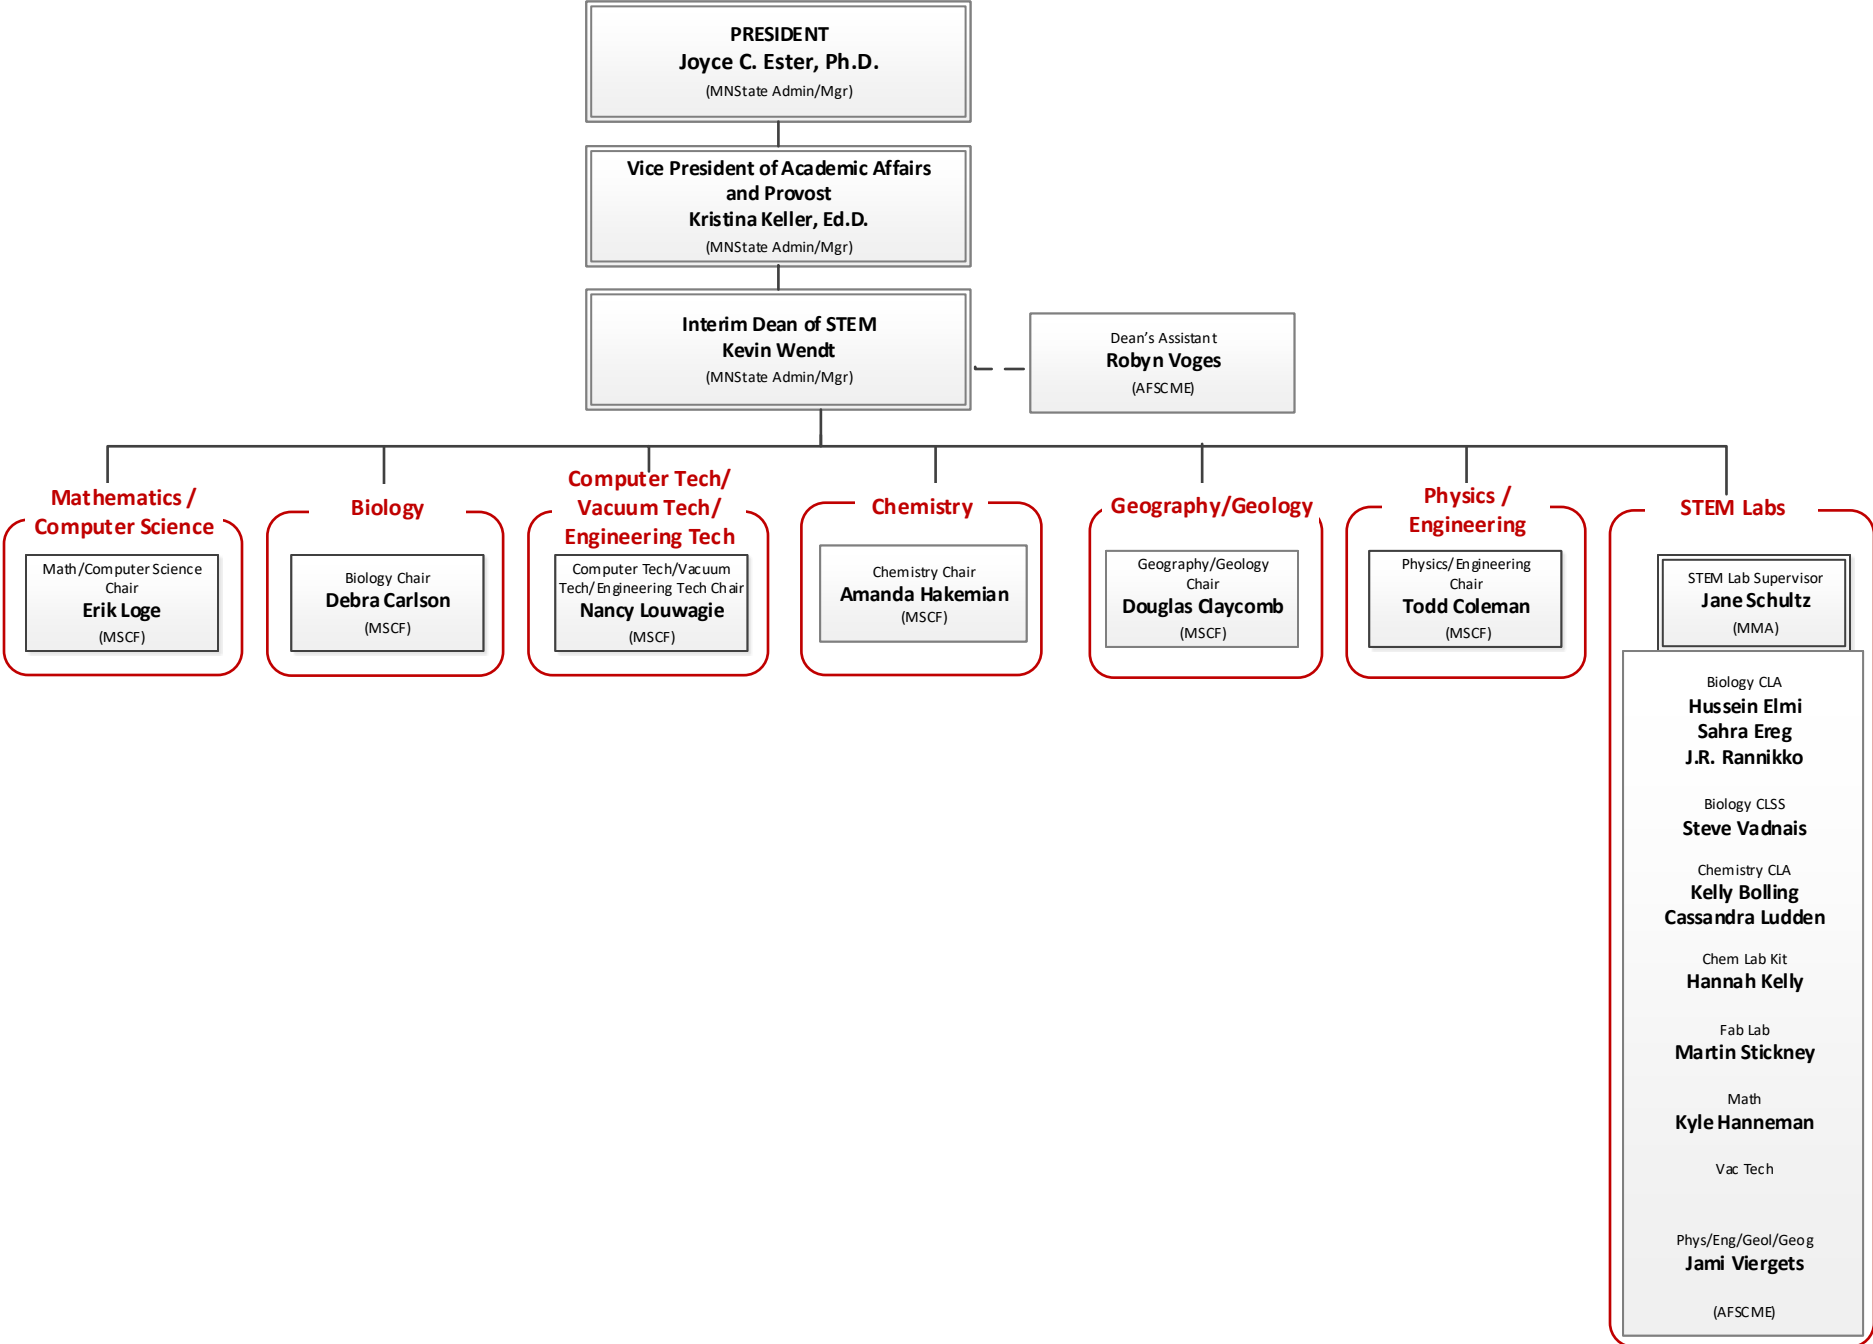 PRESIDENT
Joyce C. Ester, Ph.D.
(MNState Admin/Mgr)
Vice President of Academic Affairs
and Provost
Kristina Keller, Ed.D.
(MNState Admin/Mgr)
Interim Dean of STEM
Kevin Wendt
(MNState Admin/Mgr)
Dean's Assistant
Robyn Voges
(AFSCME)
Mathematics /
Computer Science
Math/Computer Science
Chair
Erik Loge
(MSCF)
Biology
Biology Chair
Debra Carlson
(MSCF)
Computer Tech/
Vacuum Tech/
Engineering Tech
Computer Tech/Vacuum
Tech/Engineering Tech Chair
Nancy Louwagie
(MSCF)
Chemistry
Chemistry Chair
Amanda Hakemian
(MSCF)
Geography/Geology
Geography/Geology
Chair
Douglas Claycomb
(MSCF)
Physics /
Engineering
Physics/Engineering
Chair
Todd Coleman
(MSCF)
STEM Labs
STEM Lab Supervisor
Jane Schultz
(MMA)
Biology CLA
Hussein Elmi
Sahra Ereg
J.R. Rannikko
Biology CLSS
Steve Vadnais
Chemistry CLA
Kelly Bolling
Cassandra Ludden
Chem Lab Kit
Hannah Kelly
Fab Lab
Martin Stickney
Math
Kyle Hanneman
Vac Tech
Phys/Eng/Geol/Geog
Jami Viergets
(AFSCME)